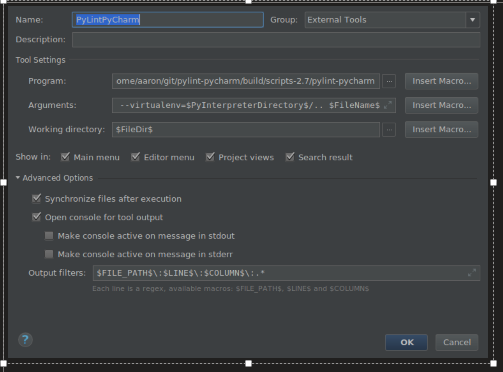 Name: PyLintPyCharm Group: External Tools
Description:
Tool Settings
Program: ome/aaron/git/pylint-pycharm/build/scripts-2.7/pylint-pycharm ... Insert Macro...
Arguments: --virtualenv=$PyInterpreterDirectory$/.. $FileName$ Insert Macro...
Working directory: $FileDir$ ... Insert Macro...
Show in: Main menu Editor menu Project views Search result
Advanced Options
Synchronize files after execution
Open console for tool output
Make console active on message in stdout
Make console active on message in stderr
Output filters: $FILE_PATH$\:$LINE$\:$COLUMN$\:.*
Each line is a regex, available macros: $FILE_PATH$, $LINE$ and $COLUMN$
? OK Cancel